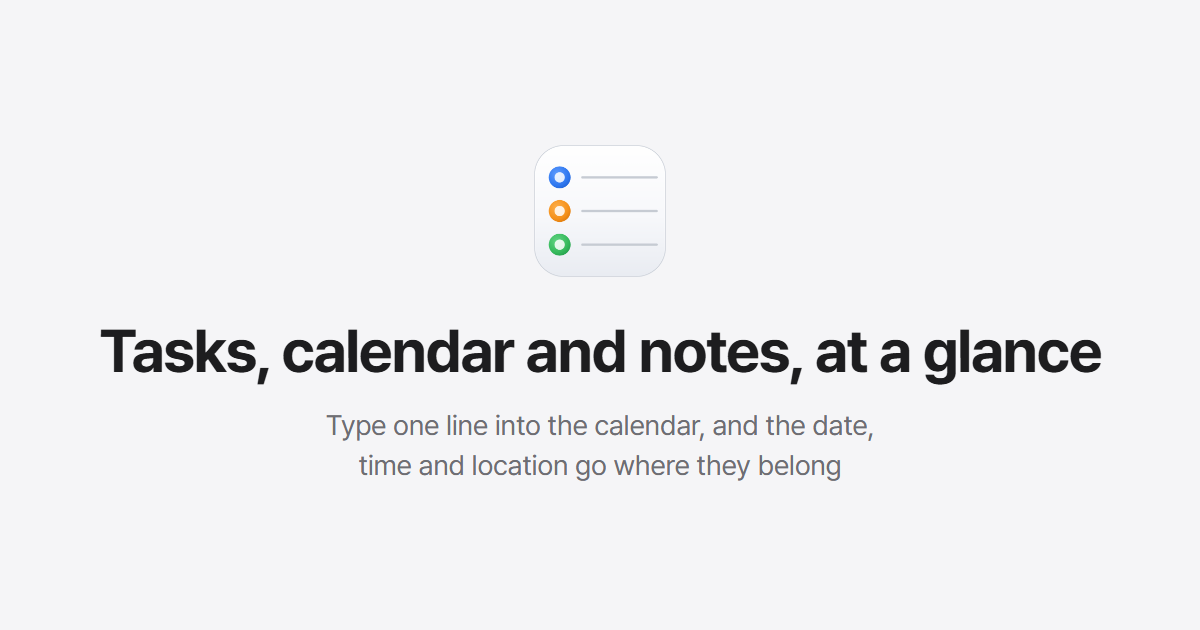 Tasks, calendar and notes, at a glance
Type one line into the calendar, and the date,
time and location go where they belong